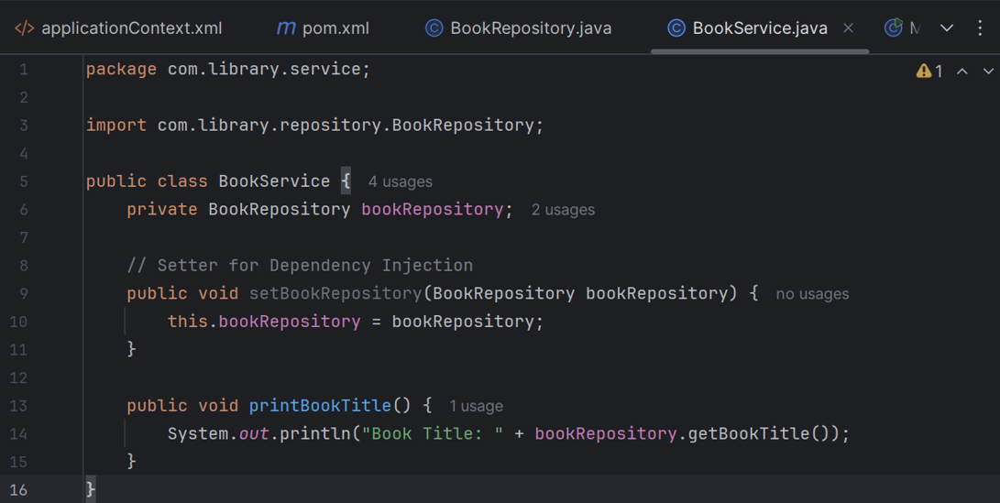 </> applicationContext.xml m pom.xml © BookRepository.java © BookService.java × M
1 package com.library.service; 1
2
3 import com.library.repository.BookRepository;
4
5 public class BookService { 4 usages
6 private BookRepository bookRepository; 2 usages
7
8 // Setter for Dependency Injection
9 public void setBookRepository(BookRepository bookRepository) { no usages
10 this.bookRepository = bookRepository;
11 }
12
13 public void printBookTitle() { 1 usage
14 System.out.println("Book Title: " + bookRepository.getBookTitle());
15 }
16 }